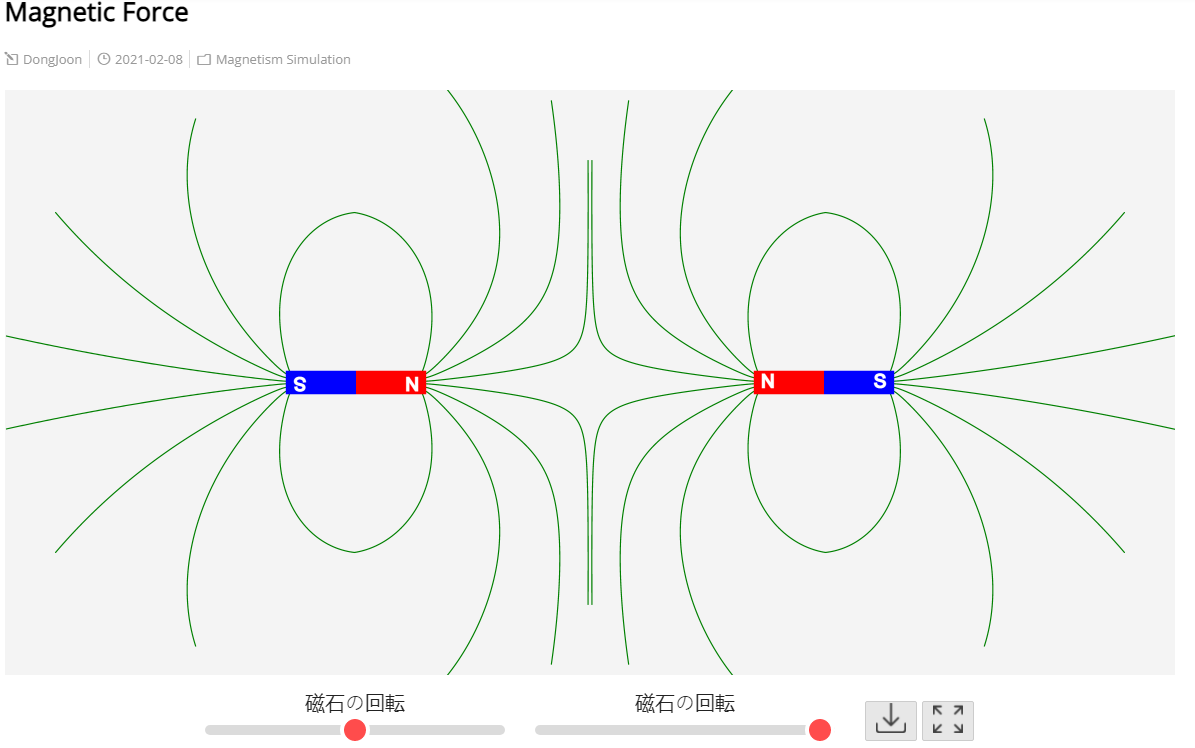 Magnetic Force
DongJoon 2021-02-08 Magnetism Simulation
S N N S
磁石の回転 磁石の回転